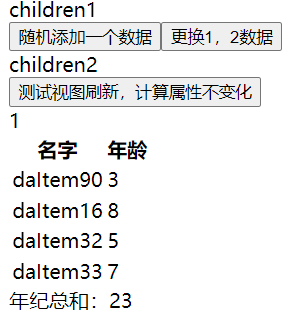 children1
随机添加一个数据 更换1，2数据
children2
测试视图刷新，计算属性不变化
1
名字 年龄
daItem90 3
daItem16 8
daItem32 5
daItem33 7
年纪总和：23